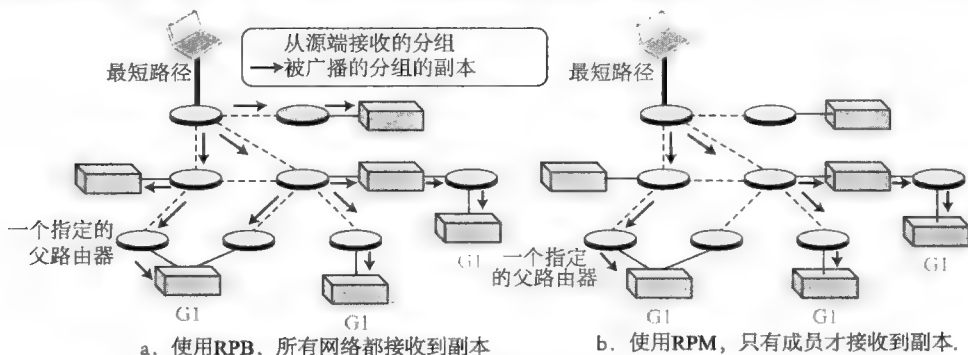 从源端接收的分组
被广播的分组的副本
最短路径
一个指定的
父路由器
G1
G1
G1
a. 使用RPB，所有网络都接收到副本
最短路径
一个指定
的父路由器
G1
G1
G1
b. 使用RPM，只有成员才接收到副本.